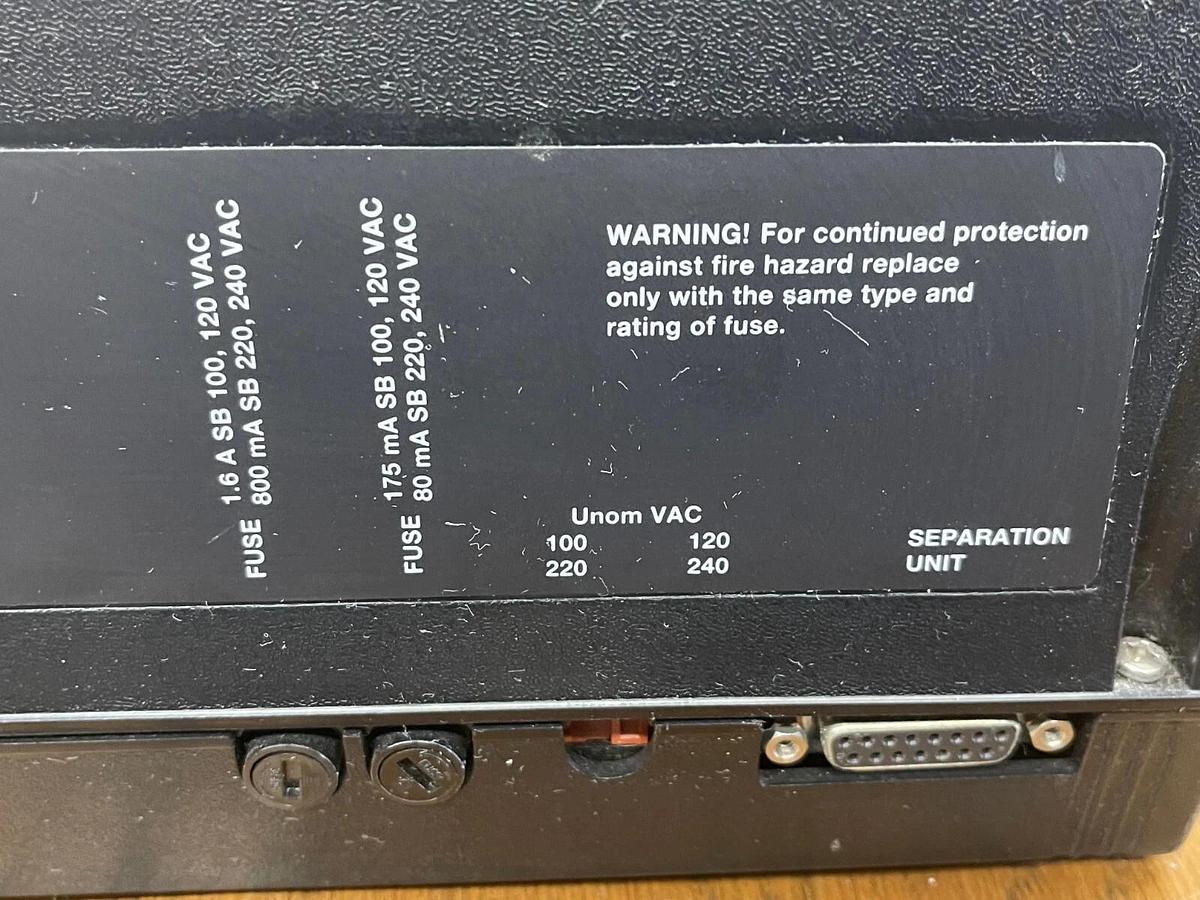 FUSE 1.6 A SB 100, 120 VAC
800 mA SB 220, 240 VAC
FUSE 175 mA SB 100, 120 VAC
80 mA SB 220, 240 VAC
WARNING! For continued protection
against fire hazard replace
only with the same type and
rating of fuse.
Unom VAC
100 120
220 240
SEPARATION
UNIT